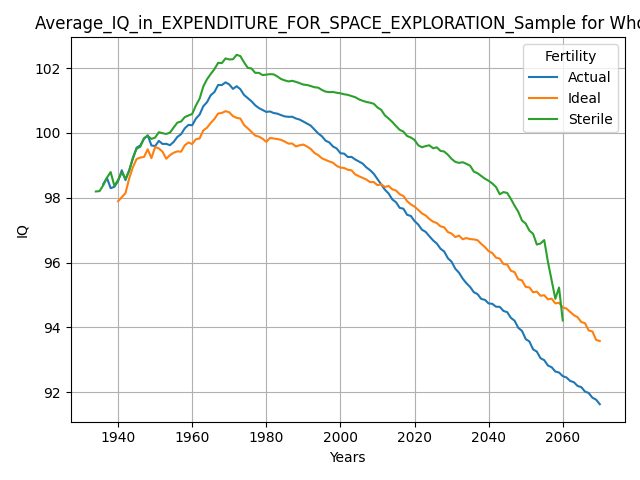 Average_IQ_in_EXPENDITURE_FOR_SPACE_EXPLORATION_Sample for Who
Fertility
Actual
Ideal
Sterile
102
100
98
96
94
92
IQ
1940 1960 1980 2000 2020 2040 2060
Years